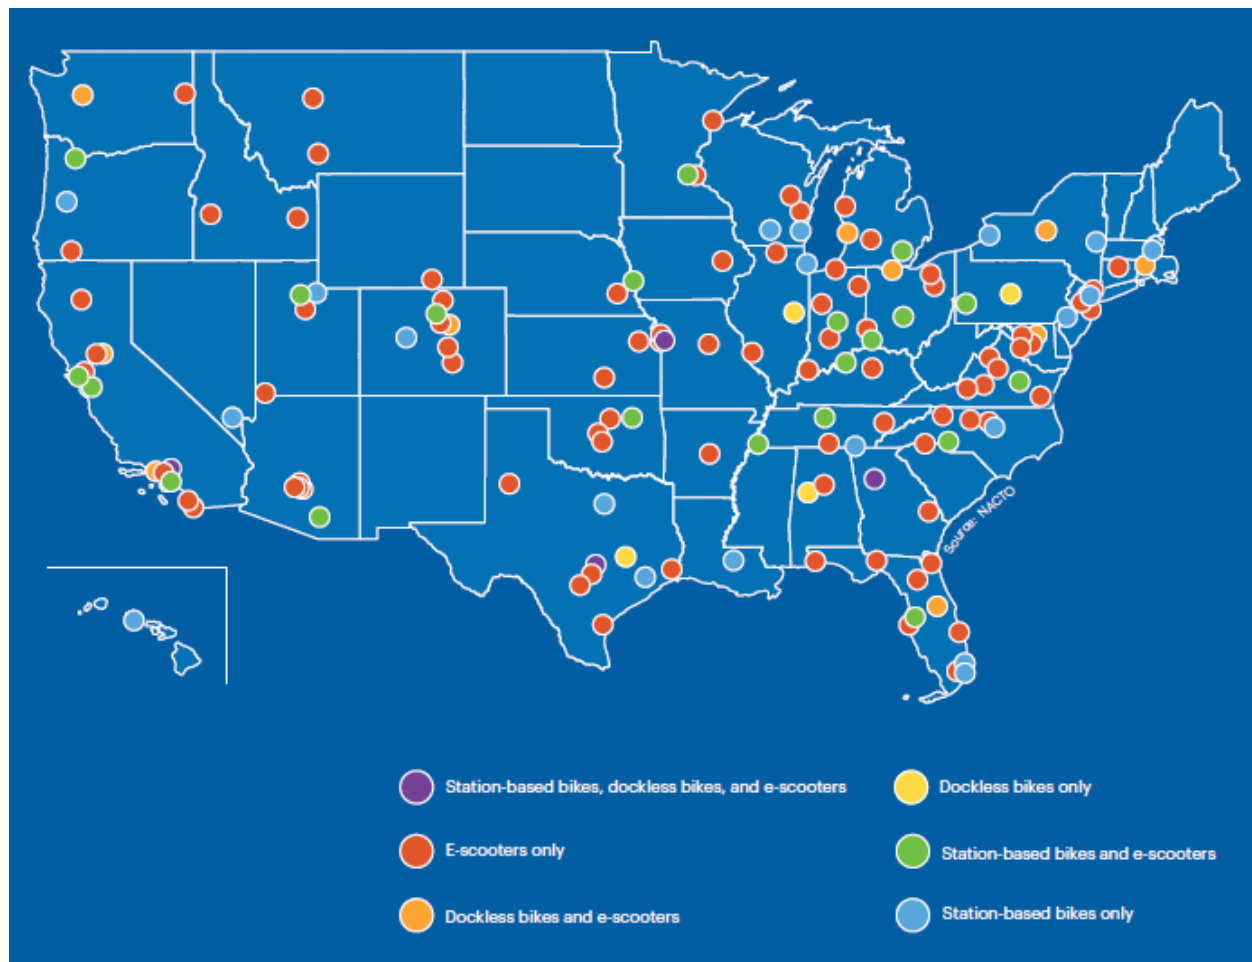 Source: NACTO
Station-based bikes, dockless bikes, and e-scooters
Dockless bikes only
E-scooters only
Station-based bikes and e-scooters
Dockless bikes and e-scooters
Station-based bikes only